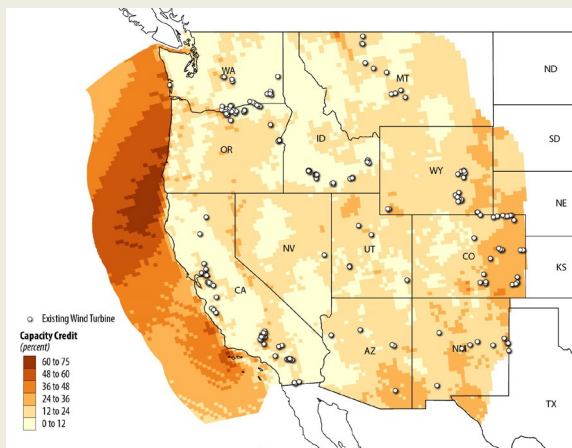 WA
MT
ND
OR
ID
SD
WY
NE
NV
UT
CO
KS
CA
AZ
NM
TX
Existing Wind Turbine
Capacity Credit
(percent)
60 to 75
48 to 60
36 to 48
24 to 36
12 to 24
0 to 12